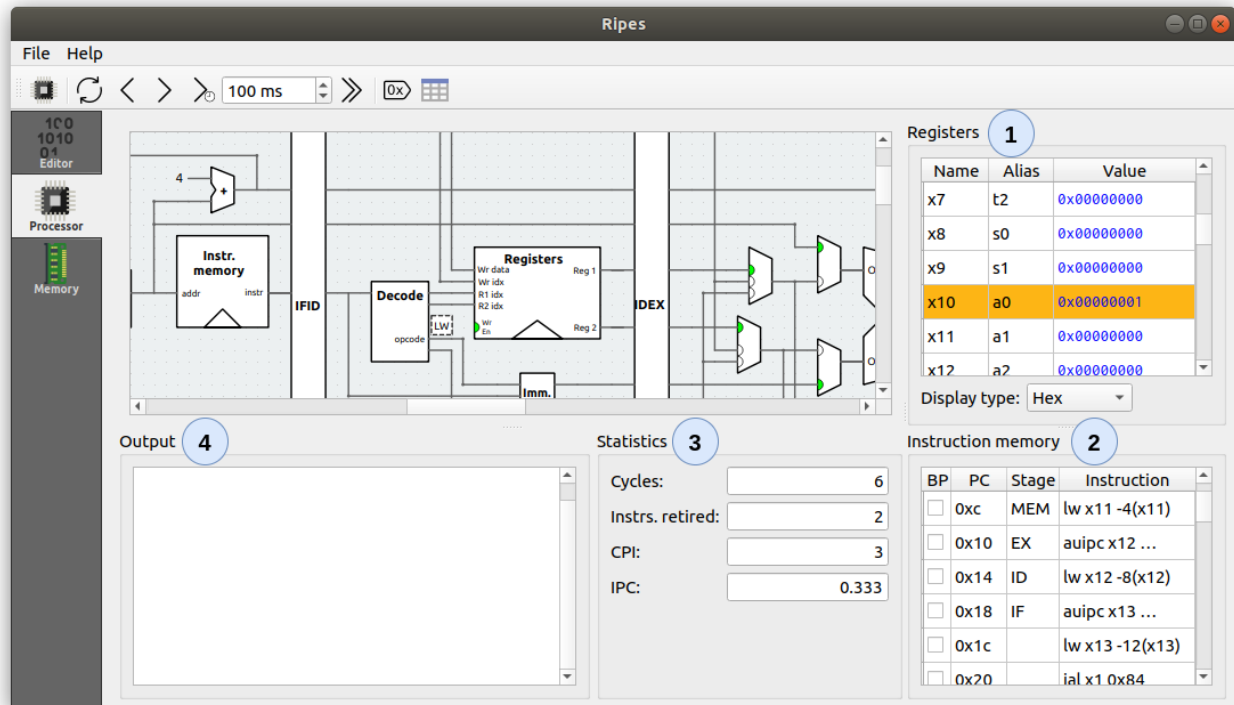 Ripes
File Help
100 ms
0x
100
1010
01
Editor
Processor
Memory
4
+
Instr.
memory
addr
instr
IFID
Decode
opcode
LW
Registers
Wr data
Wr idx
R1 idx
R2 idx
Wr
En
Reg 1
Reg 2
Imm.
IDEX
Registers 1
Name Alias Value
x7 t2 0x00000000
x8 s0 0x00000000
x9 s1 0x00000000
x10 a0 0x00000001
x11 a1 0x00000000
x12 a2 0x00000000
Display type: Hex
Output 4
Statistics 3
Cycles: 6
Instrs. retired: 2
CPI: 3
IPC: 0.333
Instruction memory 2
BP PC Stage Instruction
0xc MEM lw x11 -4(x11)
0x10 EX auipc x12 ...
0x14 ID lw x12 -8(x12)
0x18 IF auipc x13 ...
0x1c lw x13 -12(x13)
0x20 jal x1 0x84